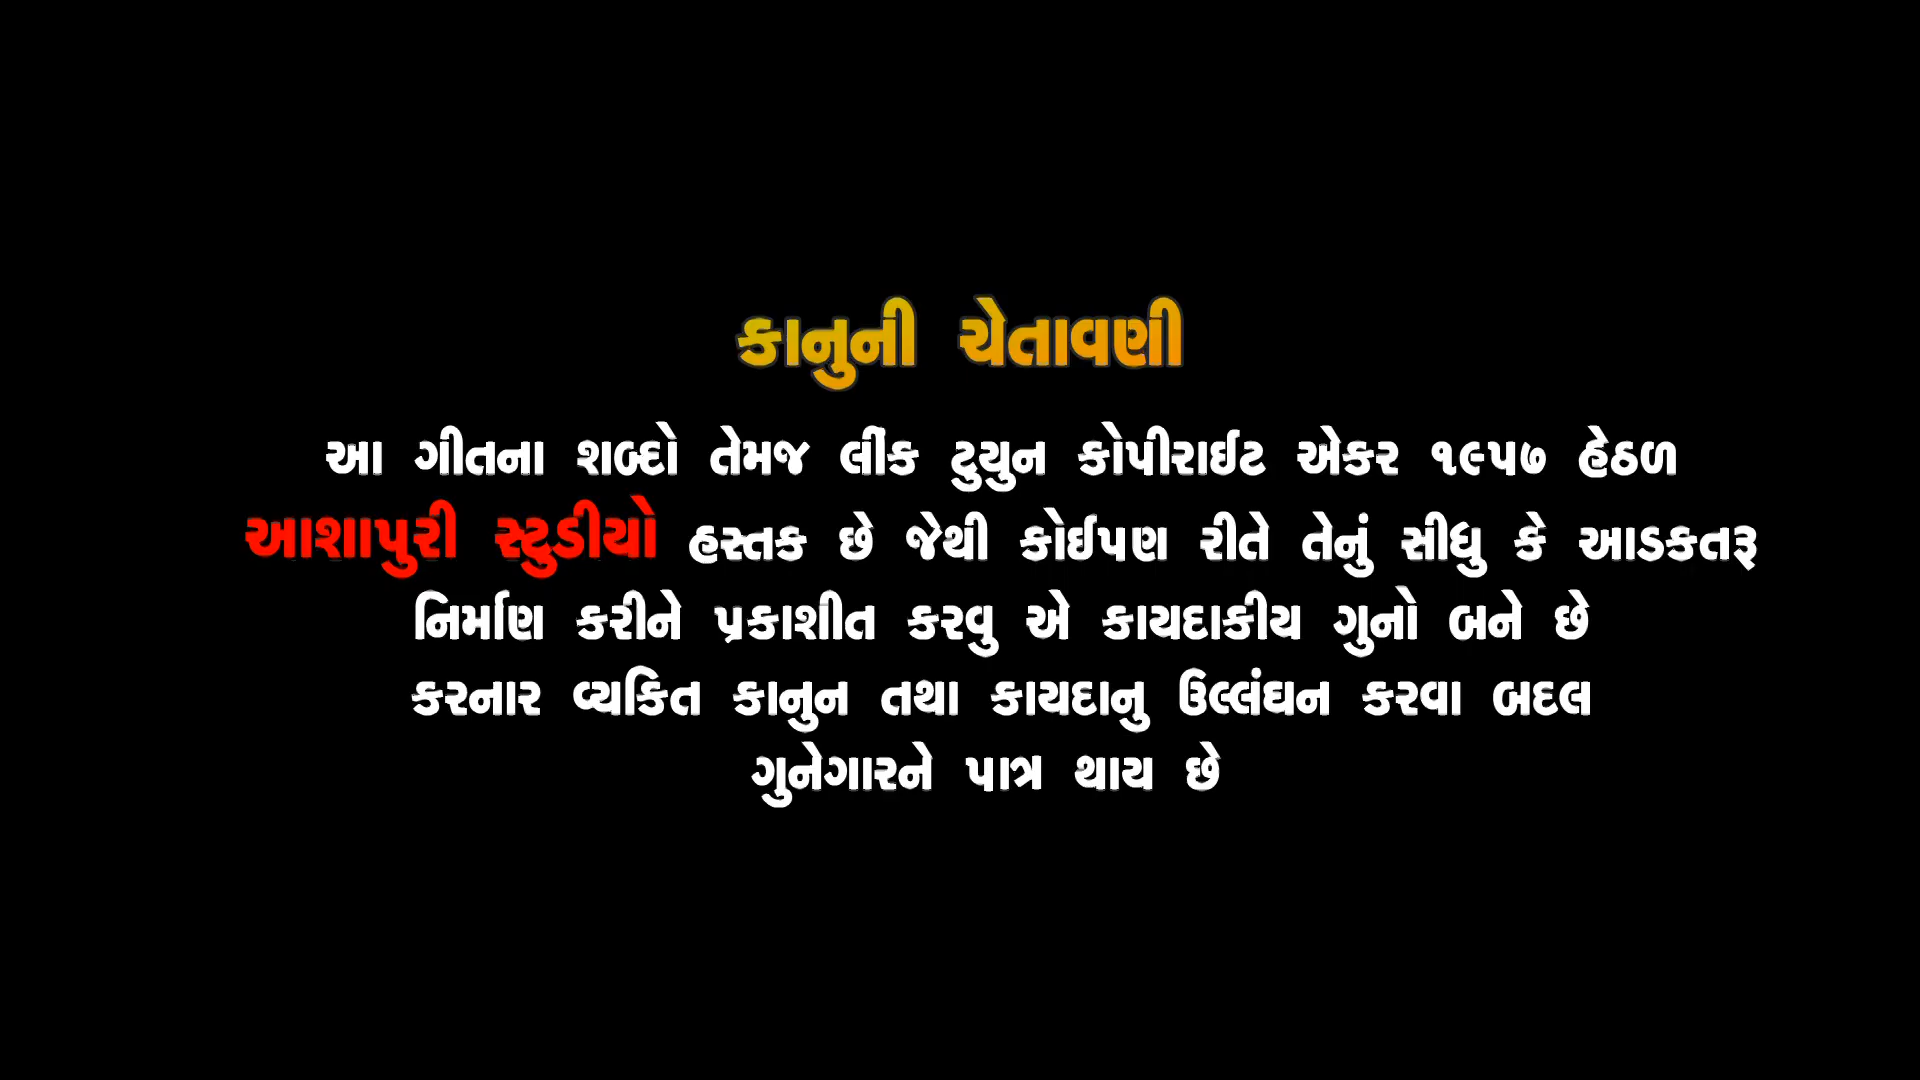 કાનુની ચેતાવણી
આ ગીતના શબ્દો તેમજ લીંક ટુયુન કોપીરાઈટ એકર ૧૯૫૭ હેઠળ
આશાપુરી સ્ટુડીયો હસ્તક છે જેથી કોઈપણ રીતે તેનું સીધુ કે આડકતરૂ
નિર્માણ કરીને પ્રકાશીત કરવુ એ કાયદાકીય ગુનો બને છે
કરનાર વ્યકિત કાનુન તથા કાયદાનુ ઉલ્લંઘન કરવા બદલ
ગુનેગારને પાત્ર થાય છે